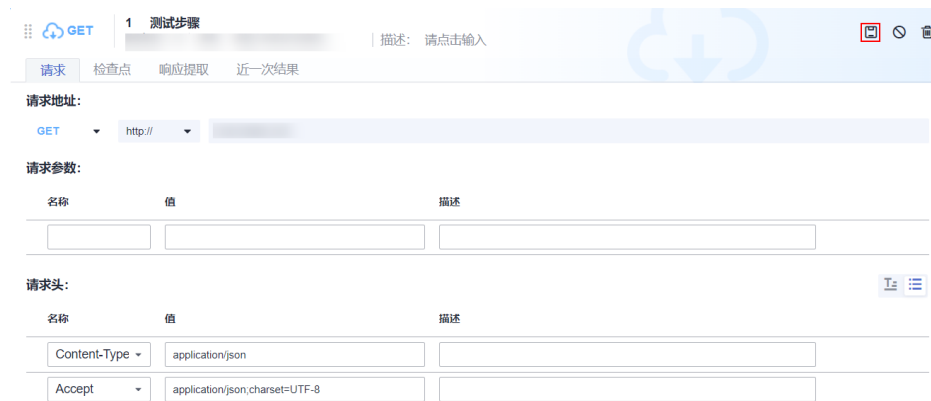 GET
1 测试步骤
描述： 请点击输入
请求 检查点 响应提取 近一次结果
请求地址：
GET http://
请求参数：
名称 值 描述
请求头：
名称 值 描述
Content-Type application/json
Accept application/json;charset=UTF-8